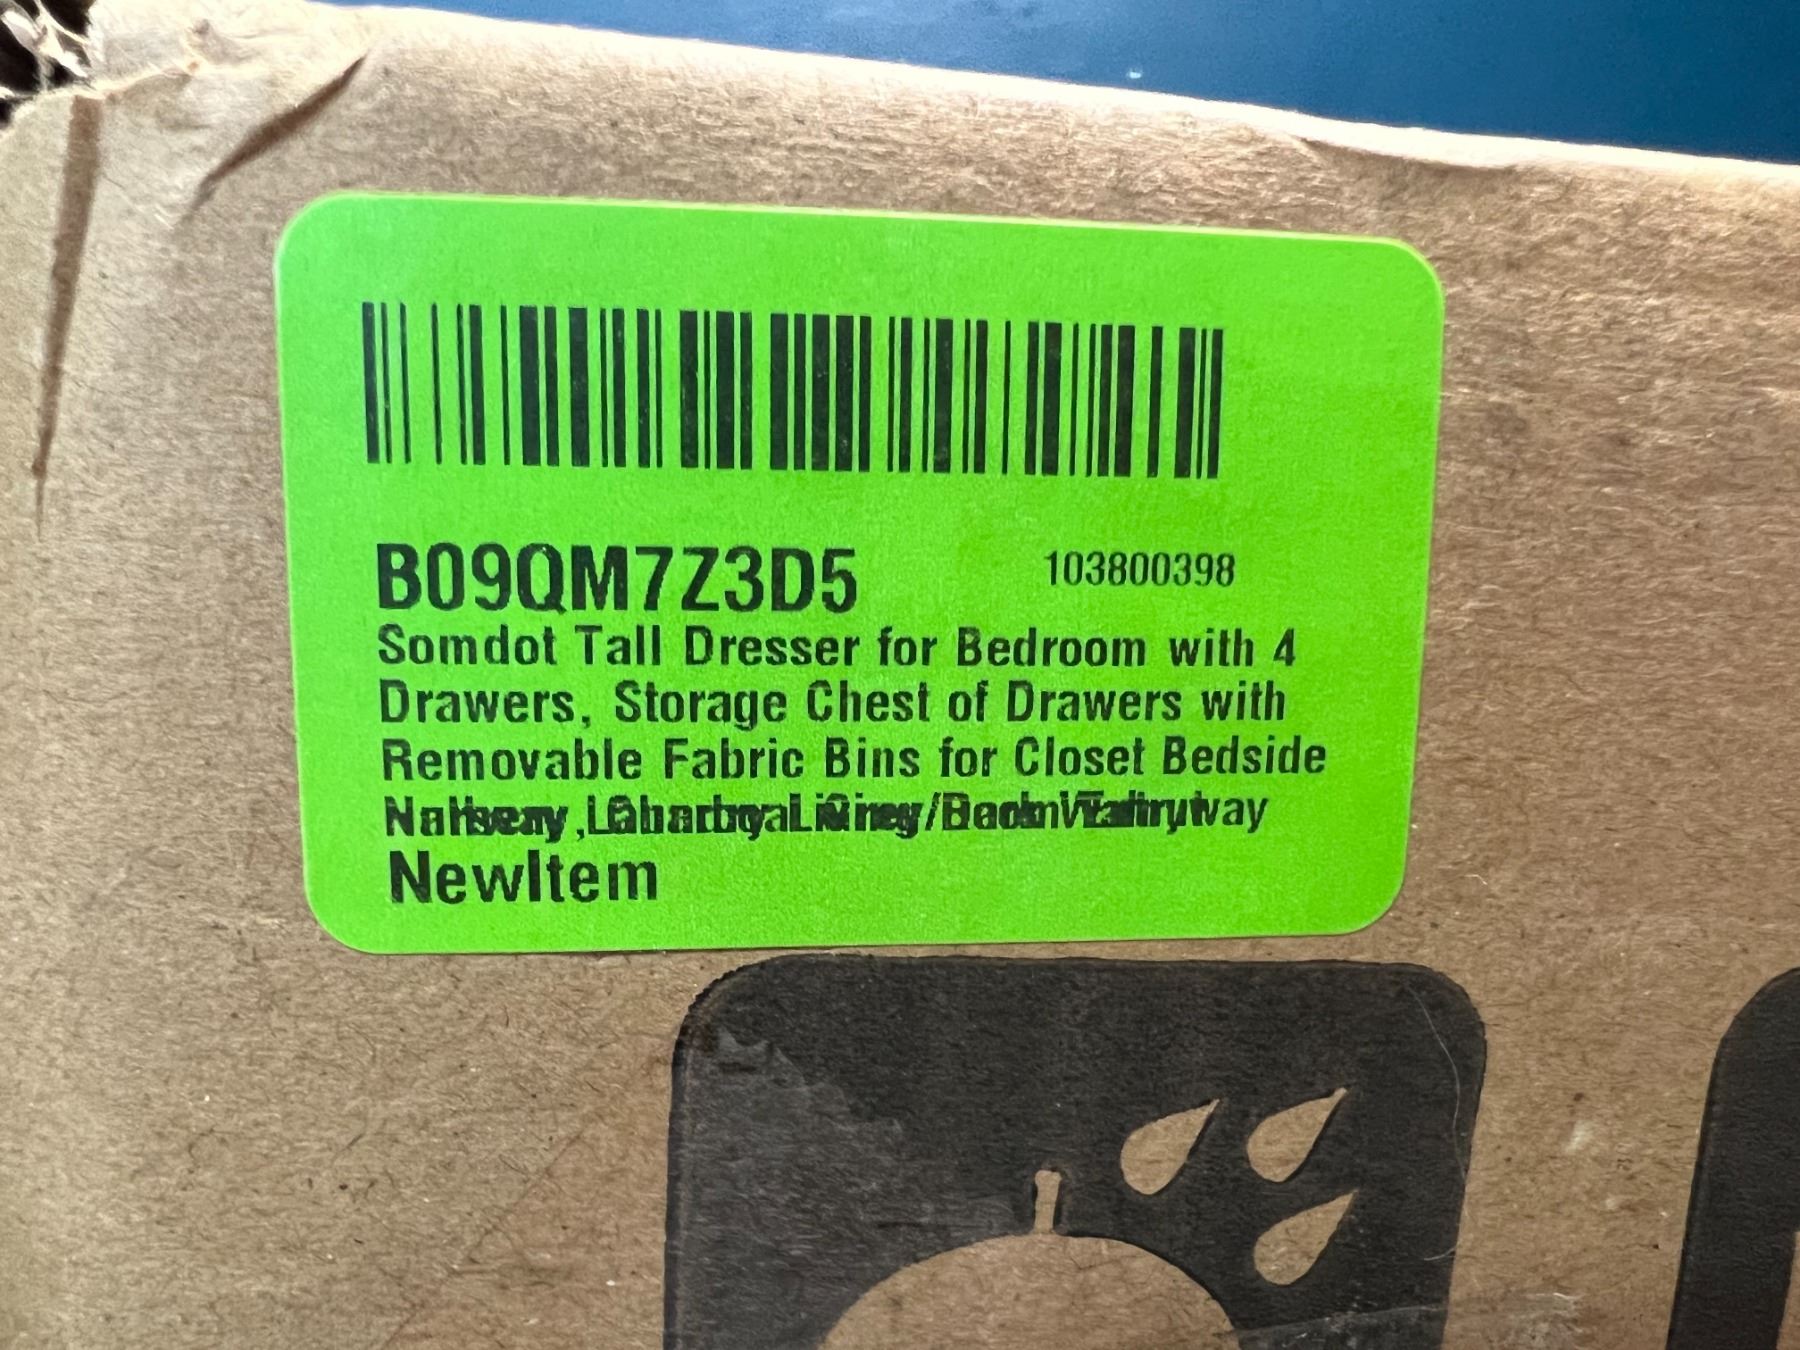 B09QM7Z3D5 103800398
Somdot Tall Dresser for Bedroom with 4
Drawers, Storage Chest of Drawers with
Removable Fabric Bins for Closet Bedside
NewItem